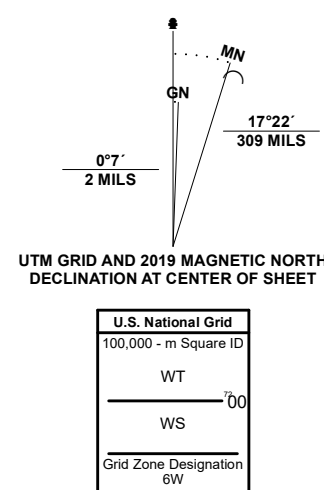 MN
GN
17°22´
309 MILS
0°7´
2 MILS
UTM GRID AND 2019 MAGNETIC NORTH
DECLINATION AT CENTER OF SHEET
U.S. National Grid
100,000 - m Square ID
WT
7200
WS
Grid Zone Designation
6W